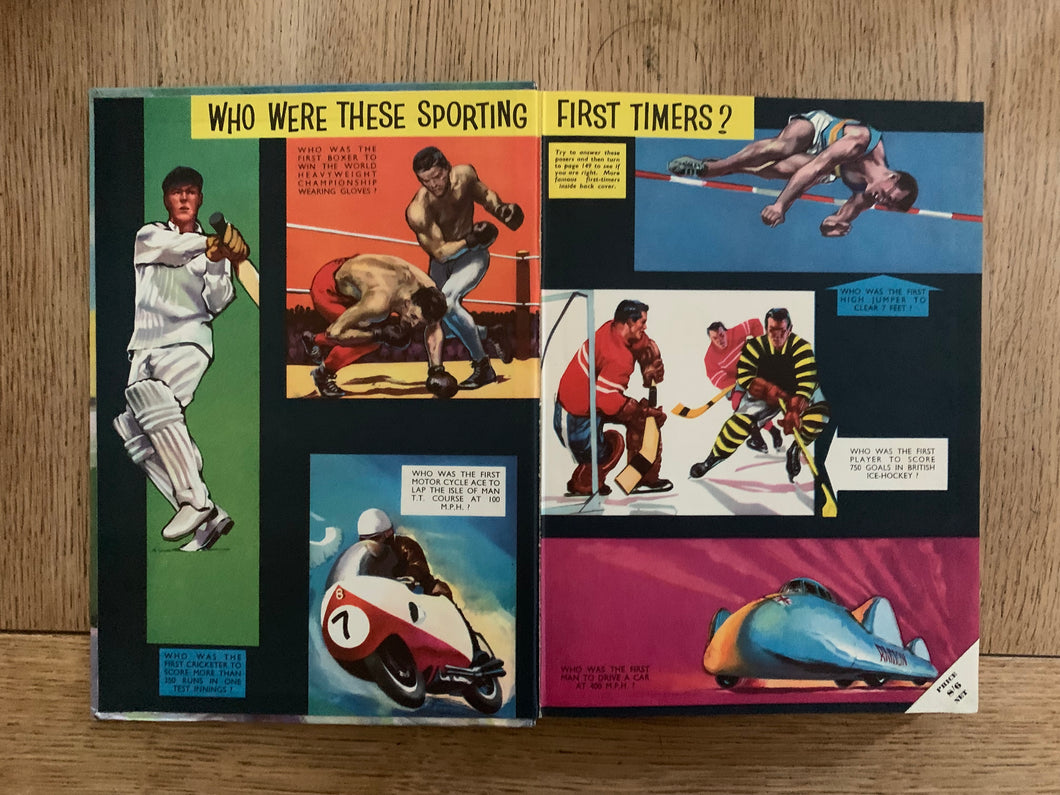 WHO WERE THESE SPORTING FIRST TIMERS?
WHO WAS THE
FIRST BOXER TO
WIN THE WORLD
HEAVYWEIGHT
CHAMPIONSHIP
WEARING GLOVES ?
Try to answer these
posers and then turn
to page 149 to see if
you are right. More
famous first-timers
inside back cover.
WHO WAS THE FIRST
HIGH JUMPER TO
CLEAR 7 FEET ?
WHO WAS THE FIRST
PLAYER TO SCORE
750 GOALS IN BRITISH
ICE-HOCKEY ?
WHO WAS THE FIRST
MOTOR CYCLE ACE TO
LAP THE ISLE OF MAN
T.T. COURSE AT 100
M.P.H. ?
8
7
WHO WAS THE
FIRST CRICKETER TO
SCORE MORE THAN
350 RUNS IN ONE
TEST INNINGS ?
WHO WAS THE FIRST
MAN TO DRIVE A CAR
AT 400 M.P.H. ?
PRICE
8/6
NET